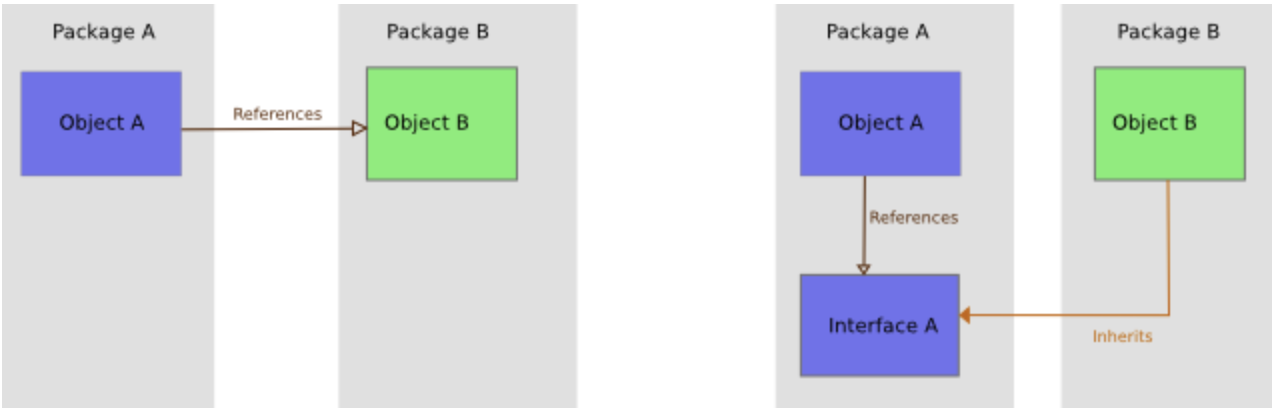 Package A
Package B
Object A
References
Object B
Package A
Package B
Object A
Object B
References
Interface A
Inherits